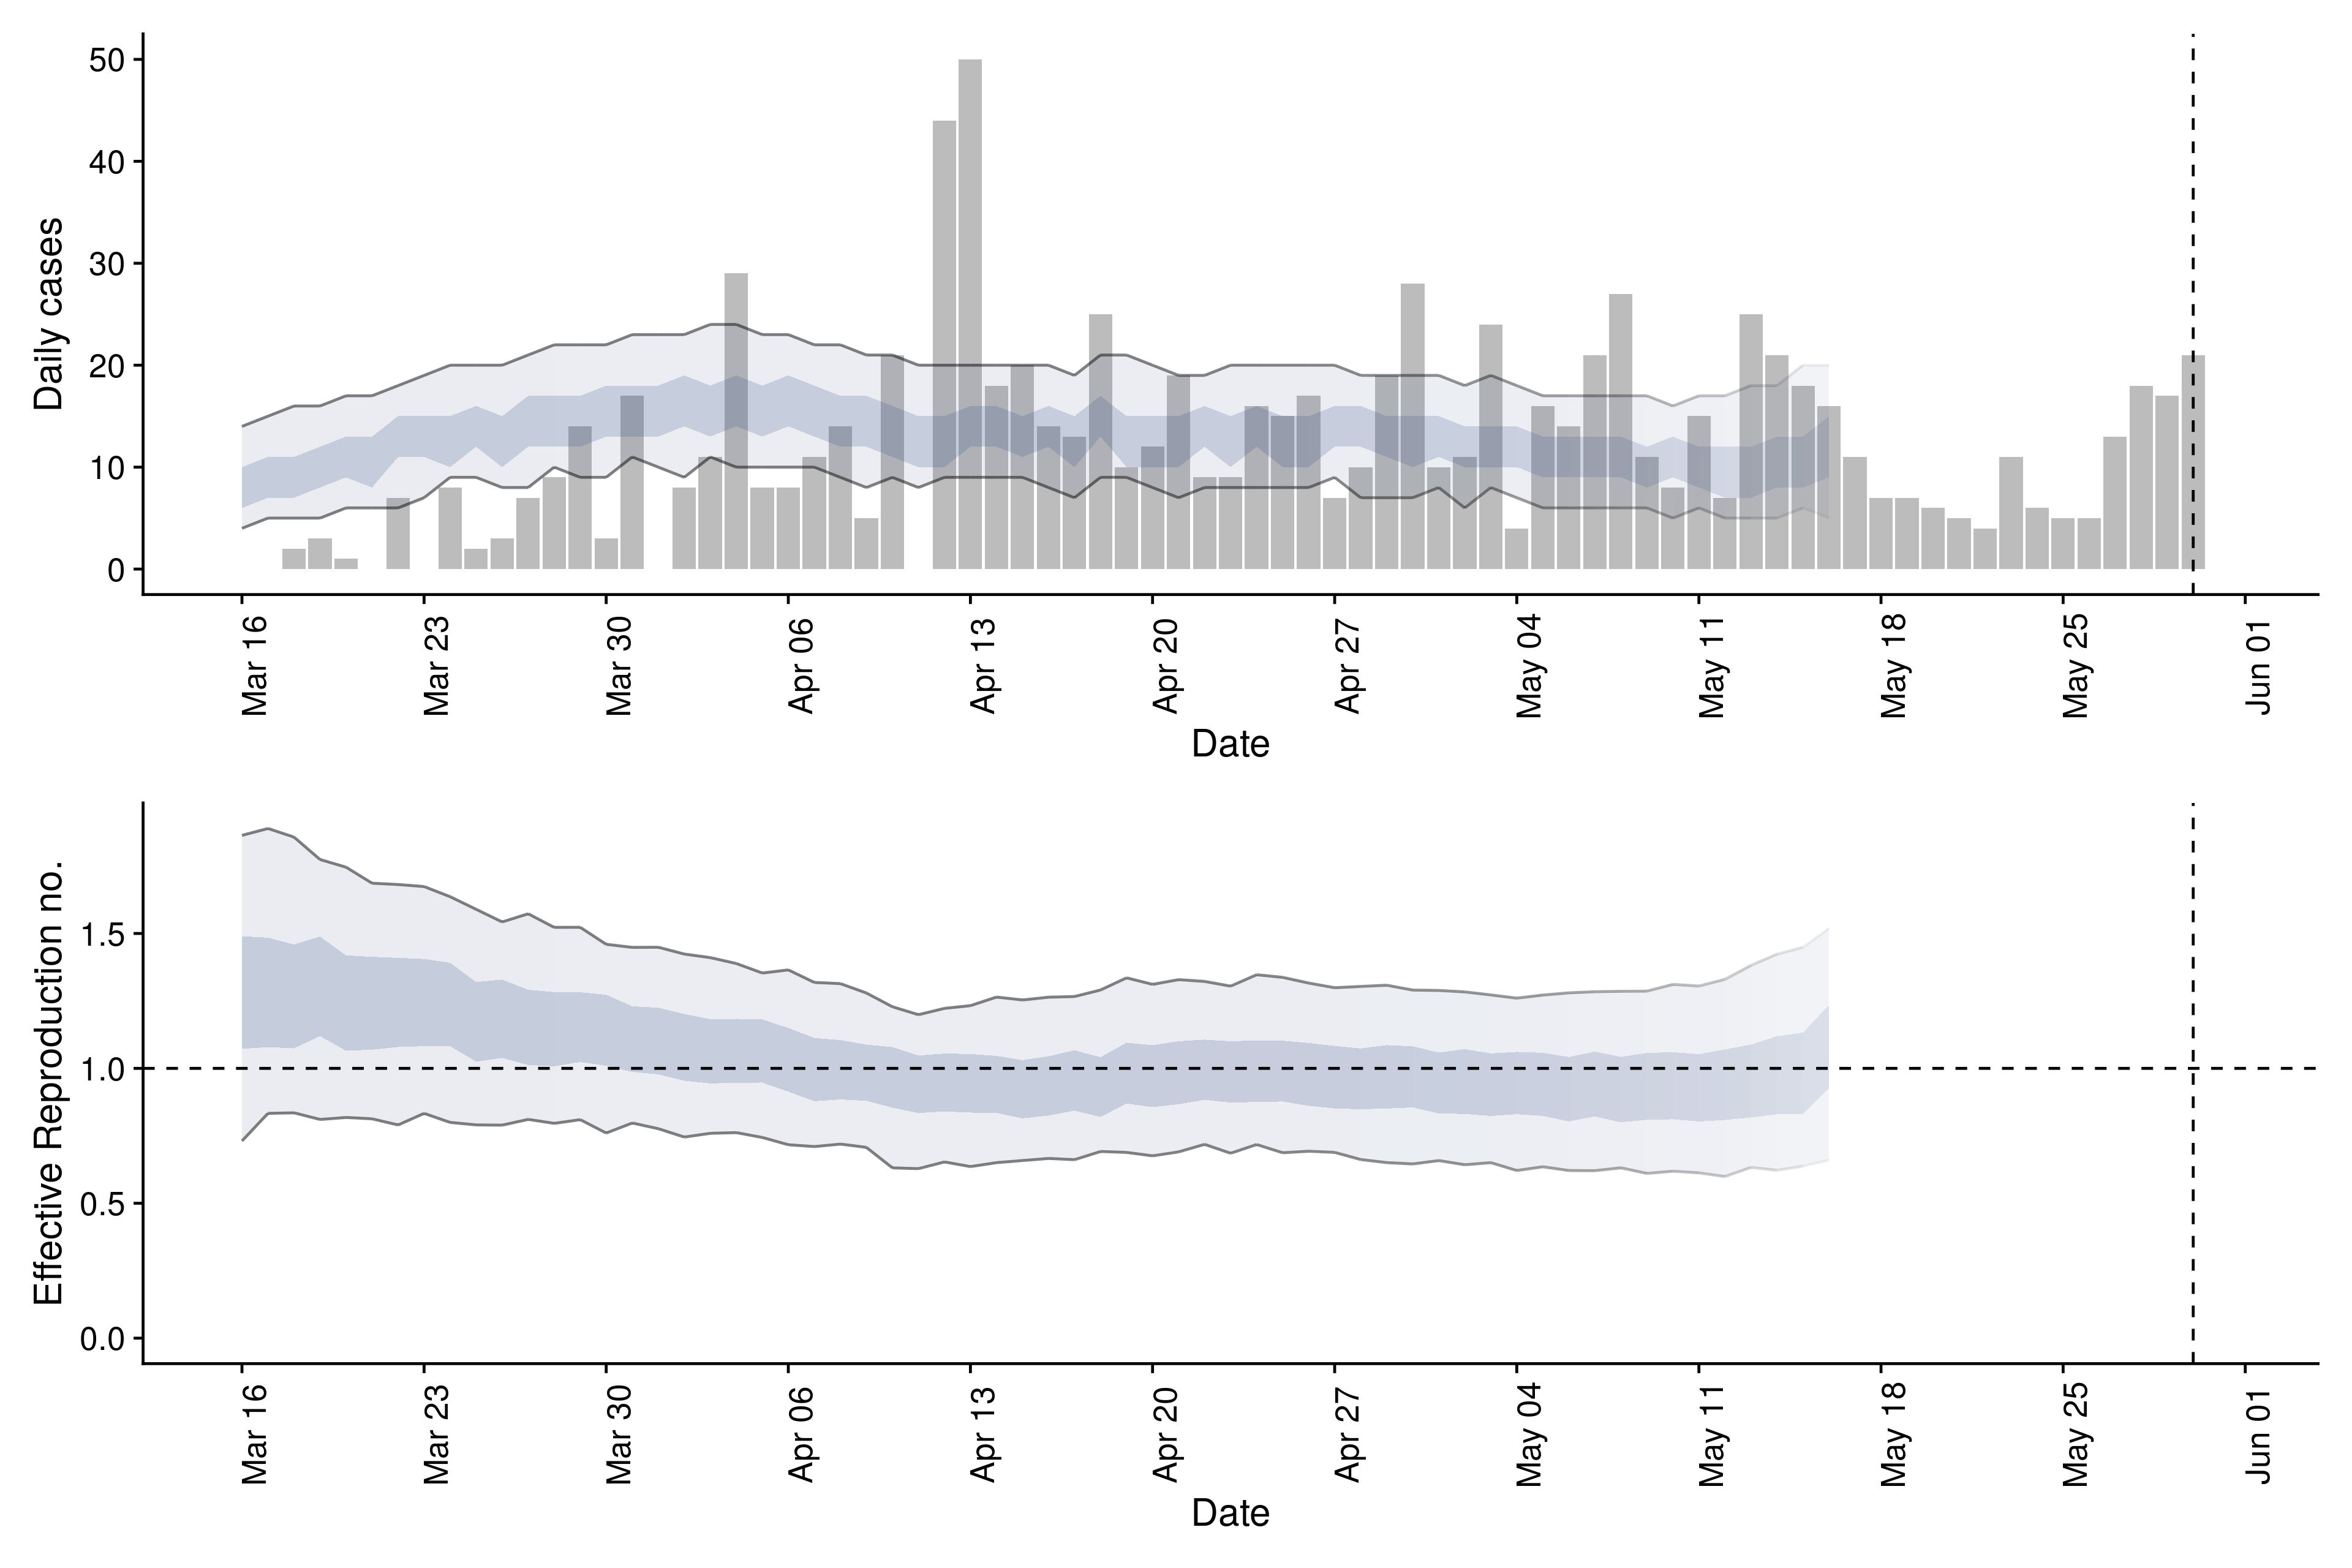 Daily cases
50
40
30
20
10
0
Mar 16
Mar 23
Mar 30
Apr 06
Apr 13
Apr 20
Apr 27
May 04
May 11
May 18
May 25
Jun 01
Date
Effective Reproduction no.
1.5
1.0
0.5
0.0
Mar 16
Mar 23
Mar 30
Apr 06
Apr 13
Apr 20
Apr 27
May 04
May 11
May 18
May 25
Jun 01
Date